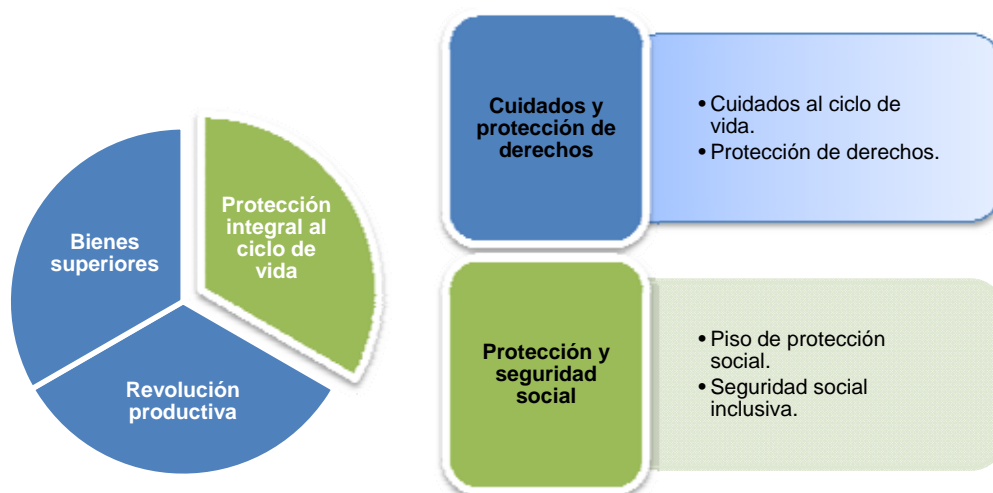 Bienes
superiores
Protección
integral al
ciclo de
vida
Revolución
productiva
Cuidados y
protección de
derechos
• Cuidados al ciclo de
vida.
• Protección de derechos.
Protección y
seguridad
social
• Piso de protección
social.
• Seguridad social
inclusiva.